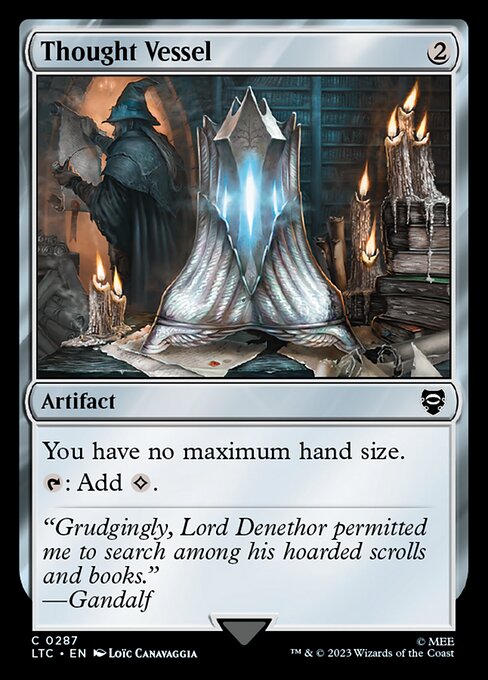 Thought Vessel 2
Artifact
You have no maximum hand size.
: Add .
“Grudgingly, Lord Denethor permitted
me to search among his hoarded scrolls
and books.”
—Gandalf
C 0287
LTC • EN Loïc Canavaggia
© MEE
™ & © 2023 Wizards of the Coast